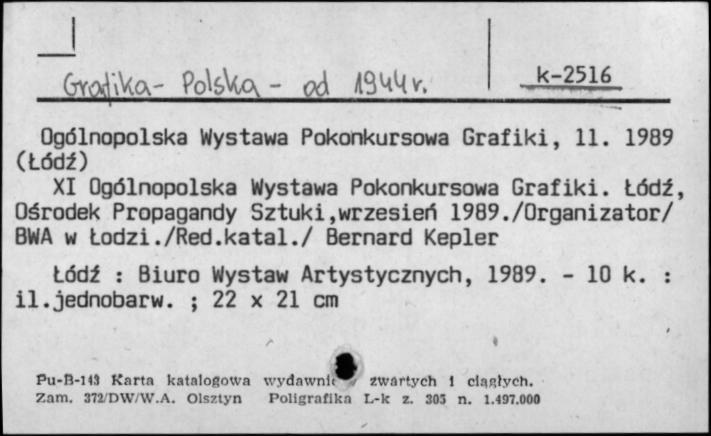 Grafika - Polska - od 1944r.
k-2516
Ogólnopolska Wystawa Pokonkursowa Grafiki, 11. 1989
(Łódź)
XI Ogólnopolska Wystawa Pokonkursowa Grafiki. Łódź,
Ośrodek Propagandy Sztuki,wrzesień 1989./Organizator/
BWA w Łodzi./Red.katal./ Bernard Kepler
Łódź : Biuro Wystaw Artystycznych, 1989. - 10 k. :
il.jednobarw. ; 22 x 21 cm
Pu-B-143 Karta katalogowa zwartych i ciągłych.
Zam. 372/DW/W.A. Olsztyn Poligrafika L-k z. 305 n. 1.497.000